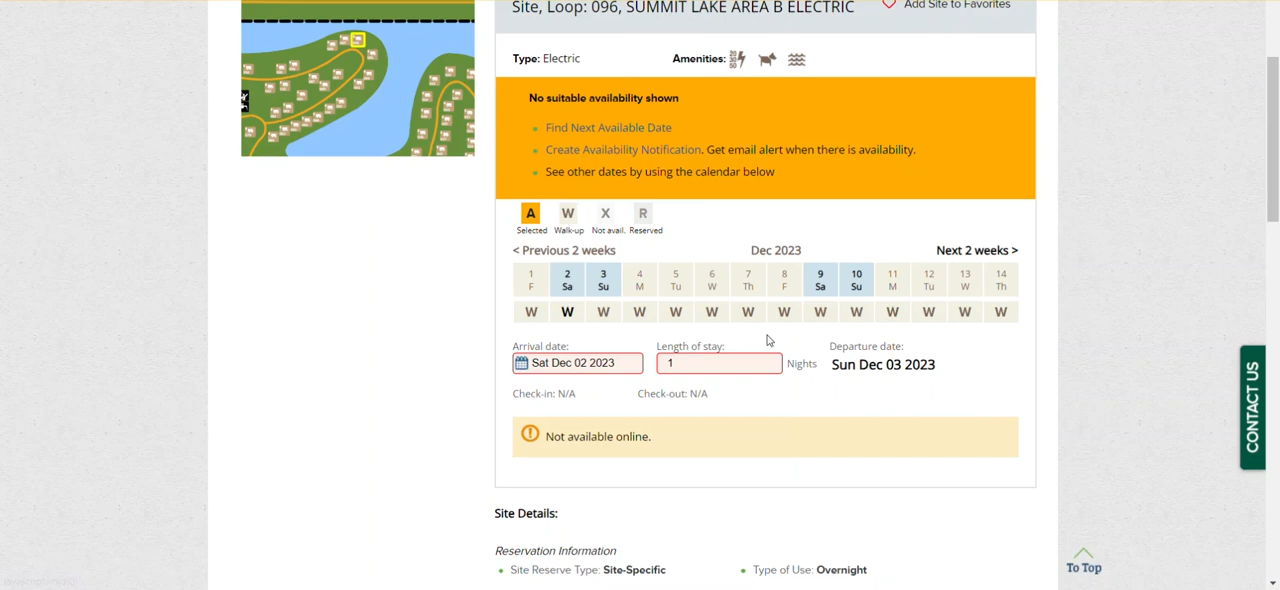 Site, Loop: 096, SUMMIT LAKE AREA B ELECTRIC
Add Site to Favorites
Type: Electric
Amenities:
20
30
50
No suitable availability shown
Find Next Available Date
Create Availability Notification. Get email alert when there is availability.
See other dates by using the calendar below
A W X R
Selected Walk-up Not avail. Reserved
< Previous 2 weeks Dec 2023 Next 2 weeks >
1 2 3 4 5 6 7 8 9 10 11 12 13 14
F Sa Su M Tu W Th F Sa Su M Tu W Th
W W W W W W W W W W W W W W
Arrival date: Length of stay: Departure date:
Sat Dec 02 2023 1 Nights Sun Dec 03 2023
Check-in: N/A Check-out: N/A
Not available online.
CONTACT US
Site Details:
Reservation Information
Site Reserve Type: Site-Specific
Type of Use: Overnight
To Top